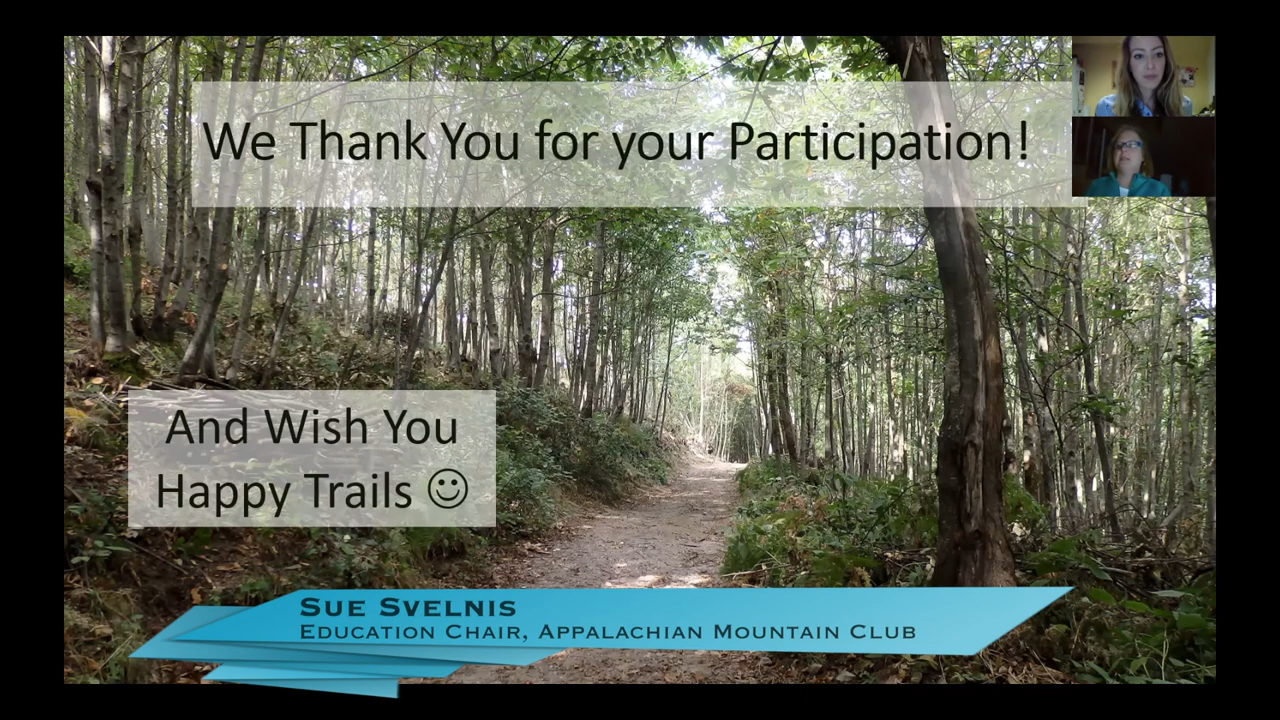 We Thank You for your Participation!
And Wish You
Happy Trails ☺
Sue Svelnis
Education Chair, Appalachian Mountain Club